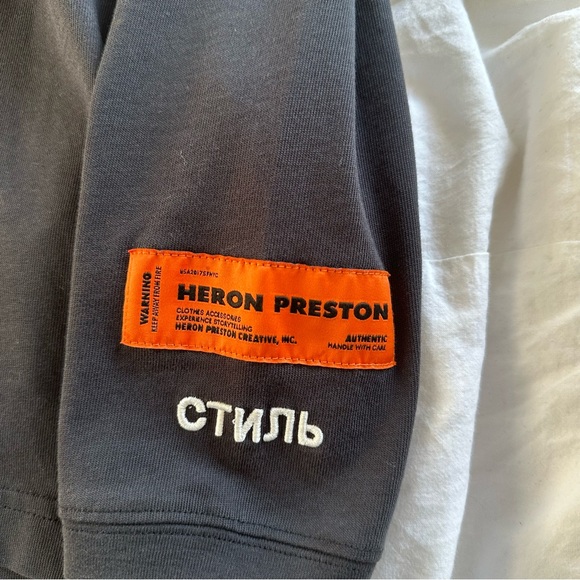 WARNING
KEEP AWAY FROM FIRE
HERON PRESTON
CLOTHES ACCESSORIES
EXPERIENCE STORYTELLING
HERON PRESTON CREATIVE, INC.
AUTHENTIC
HANDLE WITH CARE
СТИЛЬ